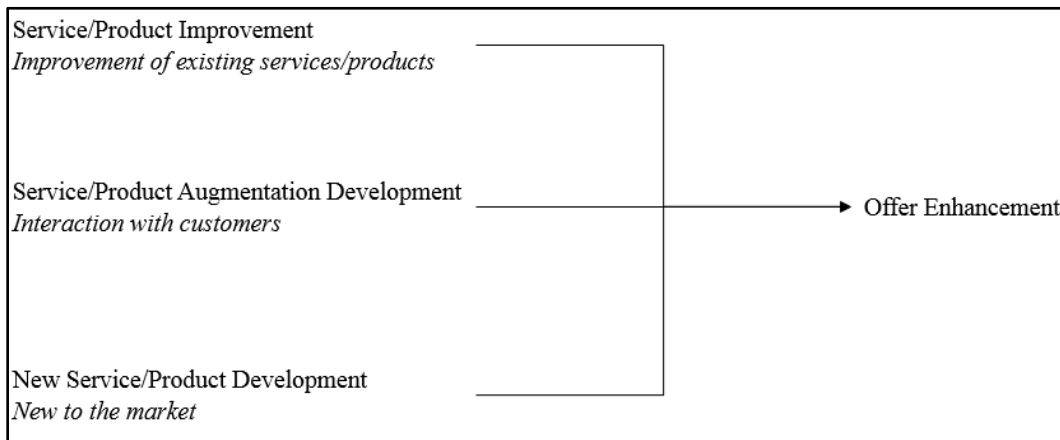 Service/Product Improvement
Improvement of existing services/products
Service/Product Augmentation Development
Interaction with customers
Offer Enhancement
New Service/Product Development
New to the market